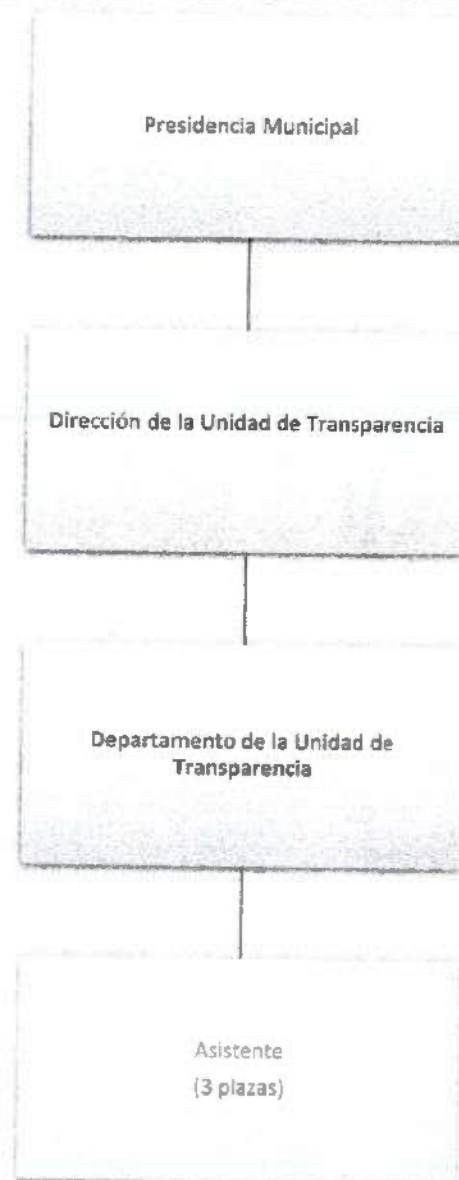 Presidencia Municipal
Dirección de la Unidad de Transparencia
Departamento de la Unidad de
Transparencia
Asistente
(3 plazas)